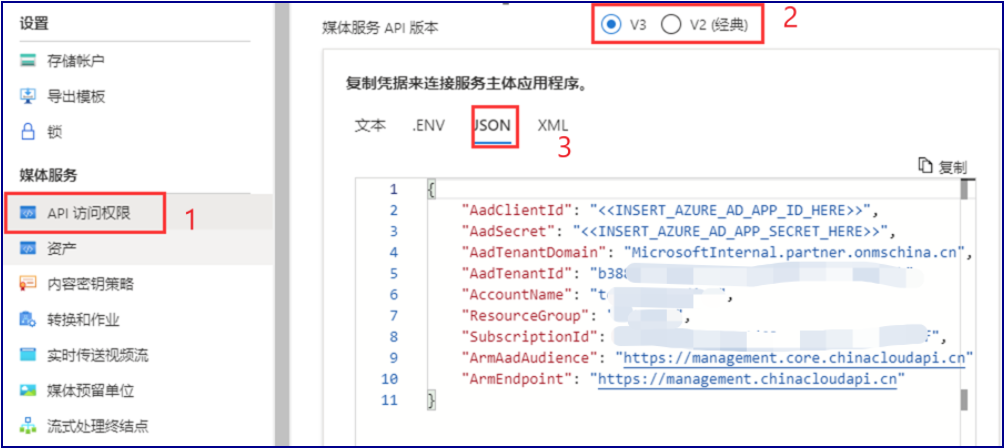 设置
存储帐户
导出模板
锁
媒体服务
API 访问权限
1
资产
内容密钥策略
转换和作业
实时传送视频流
媒体预留单位
流式处理终结点
媒体服务 API 版本
V3
V2 (经典)
2
复制凭据来连接服务主体应用程序。
文本
.ENV
JSON
XML
3
复制
1 {
2 "AadClientId": "<<INSERT_AZURE_AD_APP_ID_HERE>>",
3 "AadSecret": "<<INSERT_AZURE_AD_APP_SECRET_HERE>>",
4 "AadTenantDomain": "MicrosoftInternal.partner.onmschina.cn",
5 "AadTenantId": "b388 ",
6 "AccountName": "t ",
7 "ResourceGroup": " ",
8 "SubscriptionId": ",
9 "ArmAadAudience": "https://management.core.chinacloudapi.cn"
10 "ArmEndpoint": "https://management.chinacloudapi.cn"
11 }